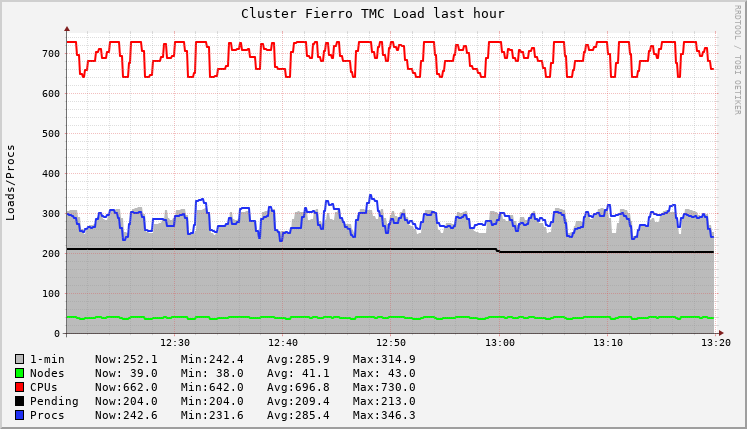 Cluster Fierro TMC Load last hour
RRDTOOL / TOBI OETIKER
Loads/Procs
700
600
500
400
300
200
100
0
12:30 12:40 12:50 13:00 13:10 13:20
1-min Now:252.1 Min:242.4 Avg:285.9 Max:314.9
Nodes Now: 39.0 Min: 38.0 Avg: 41.1 Max: 43.0
CPUs Now:662.0 Min:642.0 Avg:696.8 Max:730.0
Pending Now:204.0 Min:204.0 Avg:209.4 Max:213.0
Procs Now:242.6 Min:231.6 Avg:285.4 Max:346.3